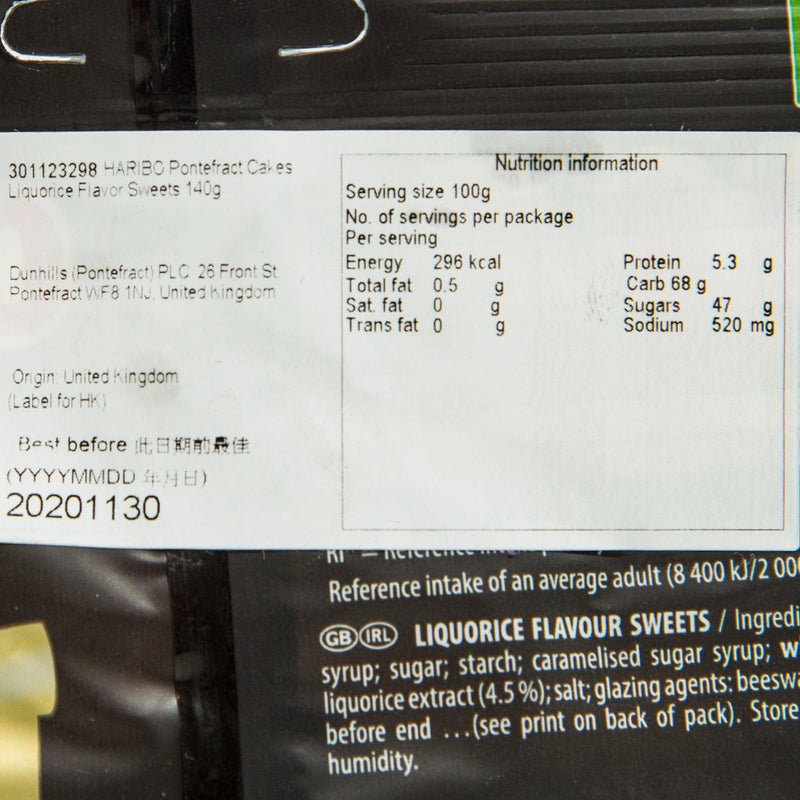 301123298 HARIBO Pontefract Cakes
Liquorice Flavor Sweets 140g
Dunhills (Pontefract) PLC 26 Front St
Pontefract WF8 1NJ, United Kingdom
Origin: United Kingdom
(Label for HK)
Best before 此日期前最佳
(YYYYMMDD 年月日)
20201130
Nutrition information
Serving size 100g
No. of servings per package
Per serving
Energy 296 kcal Protein 5.3 g
Total fat 0.5 g Carb 68 g
Sat. fat 0 g Sugars 47 g
Trans fat 0 g Sodium 520 mg
Reference intake of an average adult (8 400 kJ/2 00
GB IRL LIQUORICE FLAVOUR SWEETS / Ingredi
syrup; sugar; starch; caramelised sugar syrup; w
liquorice extract (4.5 %); salt; glazing agents: beeswa
before end ...(see print on back of pack). Store
humidity.